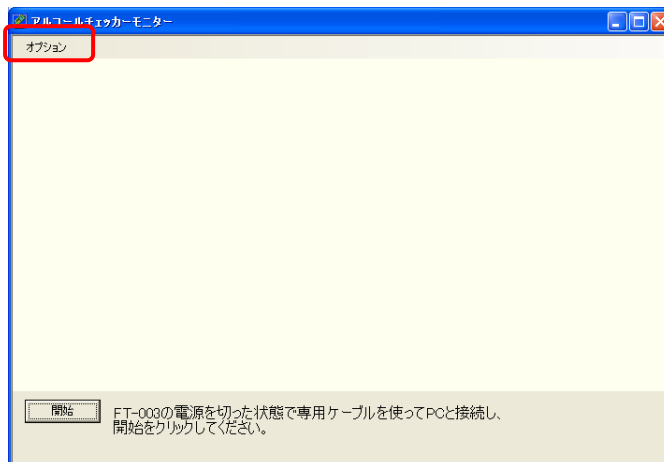 アルコールチェッカーモニター
オプション
開始
FT-003の電源を切った状態で専用ケーブルを使ってPCと接続し、
開始をクリックしてください。